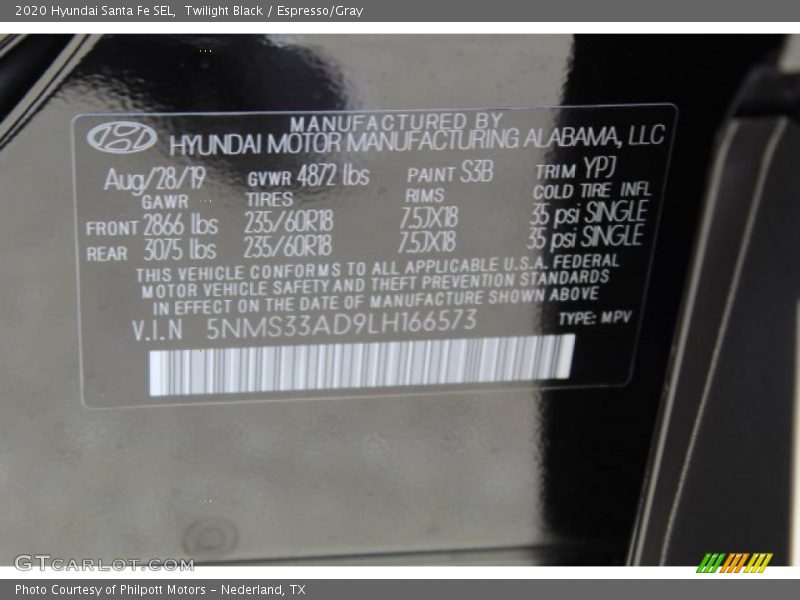 2020 Hyundai Santa Fe SEL,  Twilight Black / Espresso/Gray
MANUFACTURED BY
HYUNDAI MOTOR MANUFACTURING ALABAMA, LLC
Aug/28/19 GVWR 4872 lbs PAINT S3B TRIM YPJ
GAWR TIRES RIMS COLD TIRE INFL
FRONT 2866 lbs 235/60R18 7.5JX18 35 psi SINGLE
REAR 3075 lbs 235/60R18 7.5JX18 35 psi SINGLE
THIS VEHICLE CONFORMS TO ALL APPLICABLE U.S.A. FEDERAL
MOTOR VEHICLE SAFETY AND THEFT PREVENTION STANDARDS
IN EFFECT ON THE DATE OF MANUFACTURE SHOWN ABOVE
V.I.N 5NMS33AD9LH166573 TYPE: MPV
GTCARLOT.COM
Photo Courtesy of Philpott Motors - Nederland, TX